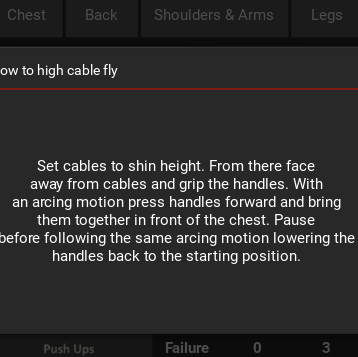 Chest Back Shoulders & Arms Legs
ow to high cable fly
Set cables to shin height. From there face
away from cables and grip the handles. With
an arcing motion press handles forward and bring
them together in front of the chest. Pause
before following the same arcing motion lowering the
handles back to the starting position.
Push Ups Failure 0 3